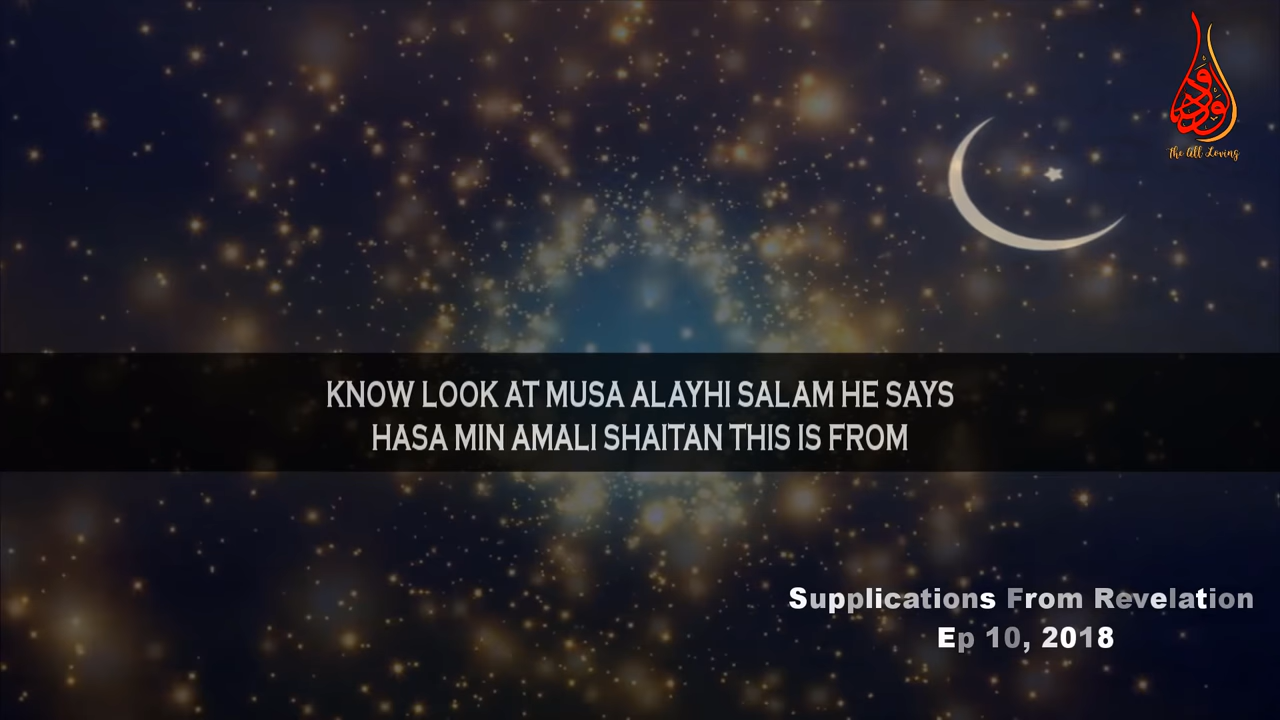 الودود
The All Loving
KNOW LOOK AT MUSA ALAYHI SALAM HE SAYS
HASA MIN AMALI SHAITAN THIS IS FROM
Supplications From Revelation
Ep 10, 2018